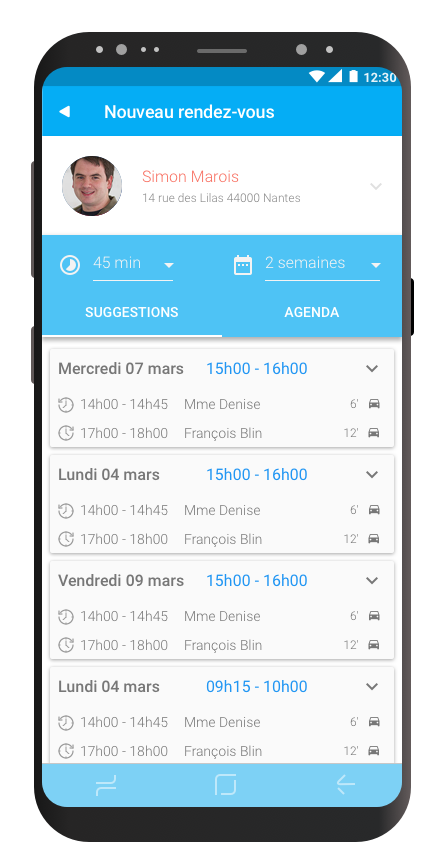 12:30
Nouveau rendez-vous
Simon Marois
14 rue des Lilas 44000 Nantes
45 min 2 semaines
SUGGESTIONS AGENDA
Mercredi 07 mars 15h00 - 16h00
14h00 - 14h45 Mme Denise 6'
17h00 - 18h00 François Blin 12'
Lundi 04 mars 15h00 - 16h00
14h00 - 14h45 Mme Denise 6'
17h00 - 18h00 François Blin 12'
Vendredi 09 mars 15h00 - 16h00
14h00 - 14h45 Mme Denise 6'
17h00 - 18h00 François Blin 12'
Lundi 04 mars 09h15 - 10h00
14h00 - 14h45 Mme Denise 6'
17h00 - 18h00 François Blin 12'